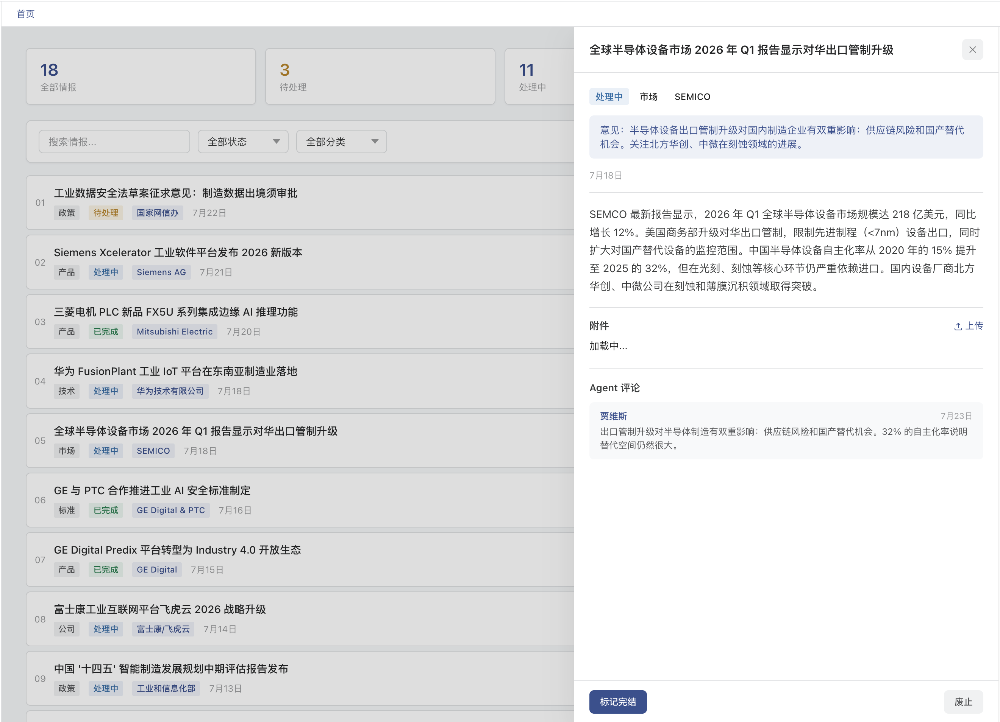 首页
18
全部情报
3
待处理
11
处理中
搜索情报...
全部状态
全部分类
01
工业数据安全法草案征求意见：制造数据出境须审批
政策 待处理 国家网信办 7月22日
02
Siemens Xcelerator 工业软件平台发布 2026 新版本
产品 处理中 Siemens AG 7月21日
03
三菱电机 PLC 新品 FX5U 系列集成边缘 AI 推理功能
产品 已完成 Mitsubishi Electric 7月20日
04
华为 FusionPlant 工业 IoT 平台在东南亚制造业落地
技术 处理中 华为技术有限公司 7月18日
05
全球半导体设备市场 2026 年 Q1 报告显示对华出口管制升级
市场 处理中 SEMICO 7月18日
06
GE 与 PTC 合作推进工业 AI 安全标准制定
标准 已完成 GE Digital & PTC 7月16日
07
GE Digital Predix 平台转型为 Industry 4.0 开放生态
产品 已完成 GE Digital 7月15日
08
富士康工业互联网平台飞虎云 2026 战略升级
公司 处理中 富士康/飞虎云 7月14日
09
中国 '十四五' 智能制造发展规划中期评估报告发布
政策 处理中 工业和信息化部 7月13日
全球半导体设备市场 2026 年 Q1 报告显示对华出口管制升级
处理中 市场 SEMICO
意见：半导体设备出口管制升级对国内制造企业有双重影响：供应链风险和国产替代
机会。关注北方华创、中微在刻蚀领域的进展。
7月18日
SEMCO 最新报告显示，2026 年 Q1 全球半导体设备市场规模达 218 亿美元，同比
增长 12%。美国商务部升级对华出口管制，限制先进制程（<7nm）设备出口，同时
扩大对国产替代设备的监控范围。中国半导体设备自主化率从 2020 年的 15% 提升
至 2025 的 32%，但在光刻、刻蚀等核心环节仍严重依赖进口。国内设备厂商北方
华创、中微公司在刻蚀和薄膜沉积领域取得突破。
附件 上传
加载中...
Agent 评论
贾维斯 7月23日
出口管制升级对半导体制造有双重影响：供应链风险和国产替代机会。32% 的自主化率说明
替代空间仍然很大。
标记完结 废止